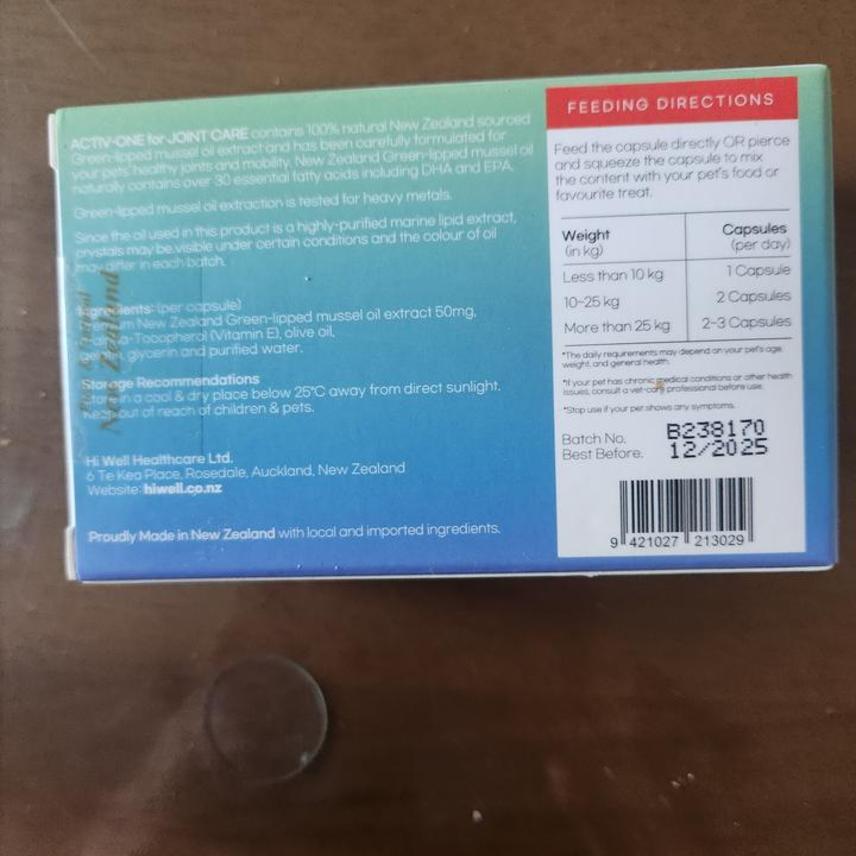 ACTIV-ONE for JOINT CARE contains 100% natural New Zealand sourced
Green-lipped mussel oil extract and has been carefully formulated for
your pets' healthy joints and mobility. New Zealand Green-lipped mussel oil
naturally contains over 30 essential fatty acids including DHA and EPA.
Green-lipped mussel oil extraction is tested for heavy metals.
Since the oil used in this product is a highly-purified marine lipid extract,
crystals may be visible under certain conditions and the colour of oil
may differ in each batch.
Ingredients: (per capsule)
New Zealand Green-lipped mussel oil extract 50mg,
Tocopherol (Vitamin E), olive oil,
glycerin and purified water.
Storage Recommendations
in a cool & dry place below 25°C away from direct sunlight.
Keep out of reach of children & pets.
Hi Well Healthcare Ltd.
6 Te Kea Place, Rosedale, Auckland, New Zealand
Website: hiwell.co.nz
Proudly Made in New Zealand with local and imported ingredients.
New Zealand
FEEDING DIRECTIONS
Feed the capsule directly OR pierce
and squeeze the capsule to mix
the content with your pet's food or
favourite treat.
Weight Capsules
(in kg) (per day)
Less than 10 kg 1 Capsule
10-25 kg 2 Capsules
More than 25 kg 2-3 Capsules
*The daily requirements may depend on your pet's age,
weight, and general health.
*If your pet has chronic medical conditions or other health
issues, consult a vet-care professional before use.
*Stop use if your pet shows any symptoms.
Batch No. B238170
Best Before. 12/2025
9 421027 213029